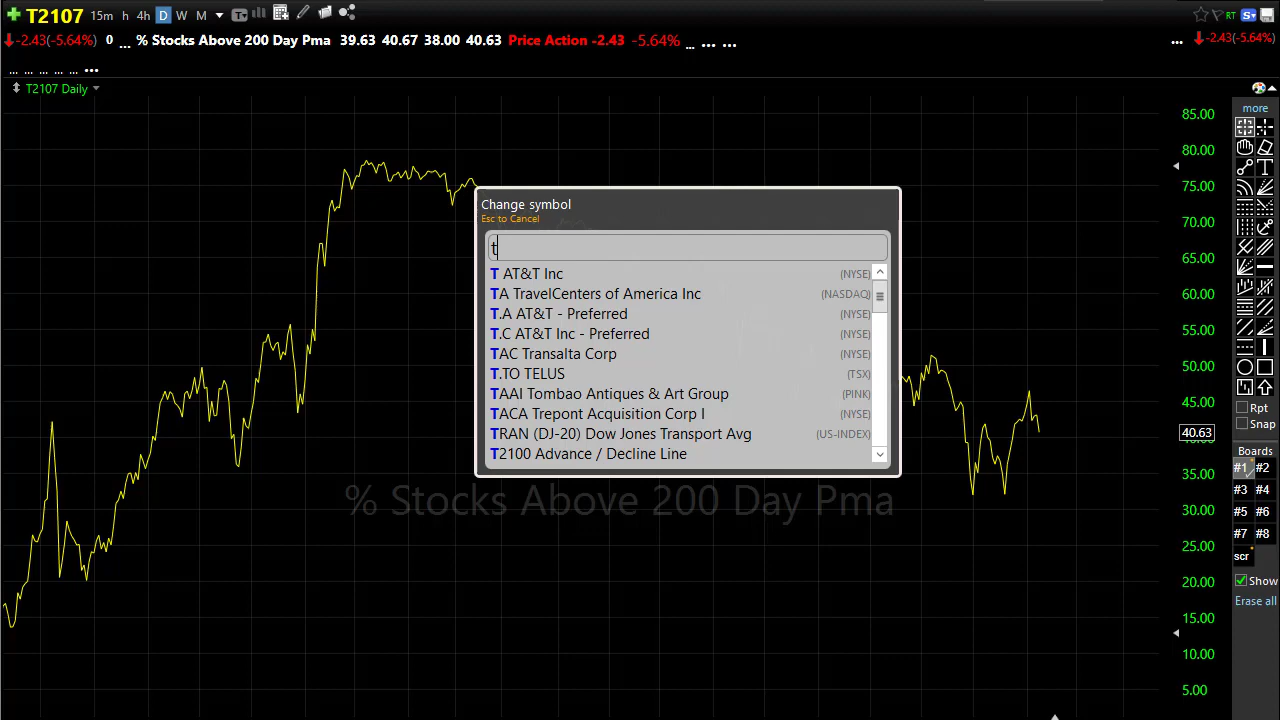 T2107 15m h 4h D W M T RT S
-2.43(-5.64%) 0 ... % Stocks Above 200 Day Pma 39.63 40.67 38.00 40.63 Price Action -2.43 -5.64% ... ... ... ... -2.43(-5.64%)
... ... ... ... ... ...
T2107 Daily
more
85.00
80.00
75.00
70.00
65.00
60.00
55.00
50.00
45.00
40.63
35.00
30.00
25.00
20.00
15.00
10.00
5.00
Change symbol
Esc to Cancel
t
T AT&T Inc (NYSE)
TA TravelCenters of America Inc (NASDAQ)
T.A AT&T - Preferred (NYSE)
T.C AT&T Inc - Preferred (NYSE)
TAC Transalta Corp (NYSE)
T.TO TELUS (TSX)
TAAI Tombao Antiques & Art Group (PINK)
TACA Trepont Acquisition Corp I (NYSE)
TRAN (DJ-20) Dow Jones Transport Avg (US-INDEX)
T2100 Advance / Decline Line
% Stocks Above 200 Day Pma
T
Rpt
Snap
Boards
#1 #2
#3 #4
#5 #6
#7 #8
scr
Show
Erase all